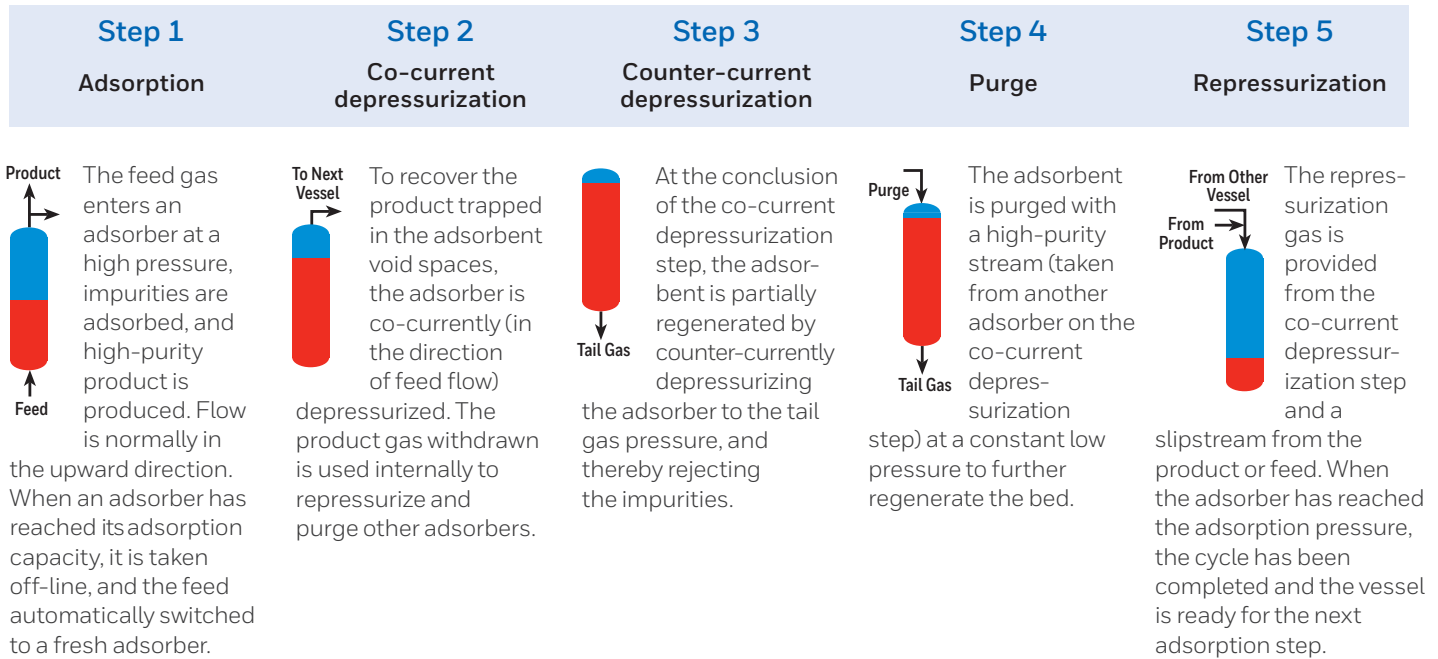 Step 1
Adsorption
Step 2
Co-current
depressurization
Step 3
Counter-current
depressurization
Step 4
Purge
Step 5
Repressurization
Product
Feed
The feed gas
enters an
adsorber at a
high pressure,
impurities are
adsorbed, and
high-purity
product is
produced. Flow
is normally in
the upward direction.
When an adsorber has
reached its adsorption
capacity, it is taken
off-line, and the feed
automatically switched
to a fresh adsorber.
To Next
Vessel
To recover the
product trapped
in the adsorbent
void spaces,
the adsorber is
co-currently (in
the direction
of feed flow)
depressurized. The
product gas withdrawn
is used internally to
repressurize and
purge other adsorbers.
Tail Gas
At the conclusion
of the co-current
depressurization
step, the adsor-
bent is partially
regenerated by
counter-currently
depressurizing
the adsorber to the tail
gas pressure, and
thereby rejecting
the impurities.
Purge
Tail Gas
The adsorbent
is purged with
a high-purity
stream (taken
from another
adsorber on the
co-current
depres-
surization
step) at a constant low
pressure to further
regenerate the bed.
From Other
Vessel
From
Product
The repres-
surization
gas is
provided
from the
co-current
depressur-
ization step
and a
slipstream from the
product or feed. When
the adsorber has reached
the adsorption pressure,
the cycle has been
completed and the vessel
is ready for the next
adsorption step.